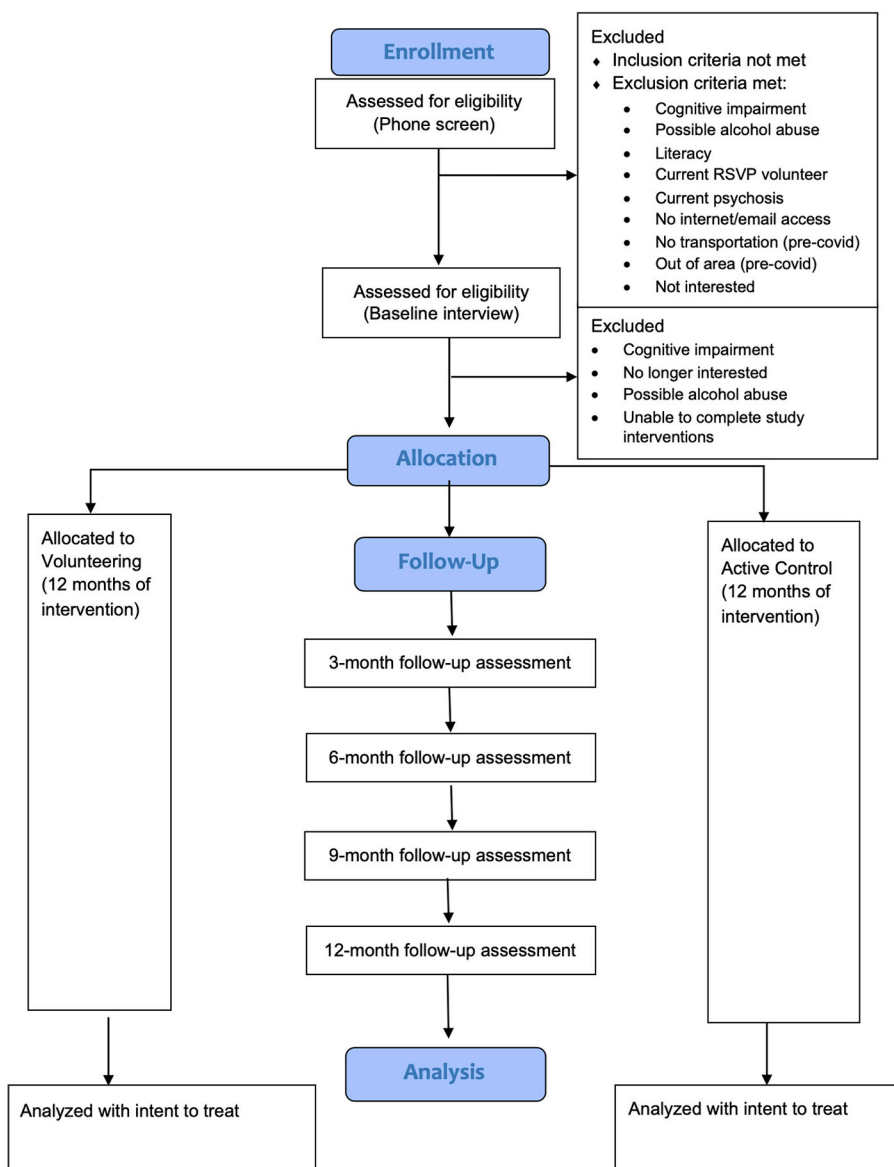 Enrollment
Assessed for eligibility
(Phone screen)
Excluded
♦ Inclusion criteria not met
♦ Exclusion criteria met:
• Cognitive impairment
• Possible alcohol abuse
• Literacy
• Current RSVP volunteer
• Current psychosis
• No internet/email access
• No transportation (pre-covid)
• Out of area (pre-covid)
• Not interested
Assessed for eligibility
(Baseline interview)
Excluded
• Cognitive impairment
• No longer interested
• Possible alcohol abuse
• Unable to complete study
interventions
Allocation
Allocated to
Volunteering
(12 months of
intervention)
Follow-Up
3-month follow-up assessment
6-month follow-up assessment
9-month follow-up assessment
12-month follow-up assessment
Allocated to
Active Control
(12 months of
intervention)
Analysis
Analyzed with intent to treat
Analyzed with intent to treat